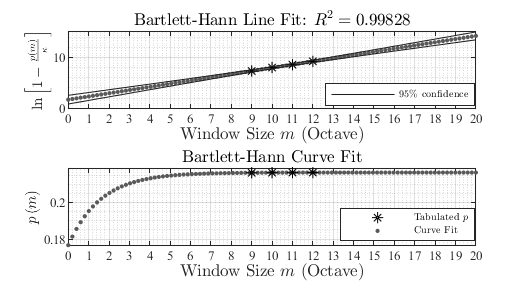 Bartlett-Hann Line Fit: R² = 0.99828
ln [1 − p(m)/κ]
10
0
95% confidence
0 1 2 3 4 5 6 7 8 9 10 11 12 13 14 15 16 17 18 19 20
Window Size m (Octave)
Bartlett-Hann Curve Fit
p (m)
0.2
0.18
Tabulated p
Curve Fit
0 1 2 3 4 5 6 7 8 9 10 11 12 13 14 15 16 17 18 19 20
Window Size m (Octave)